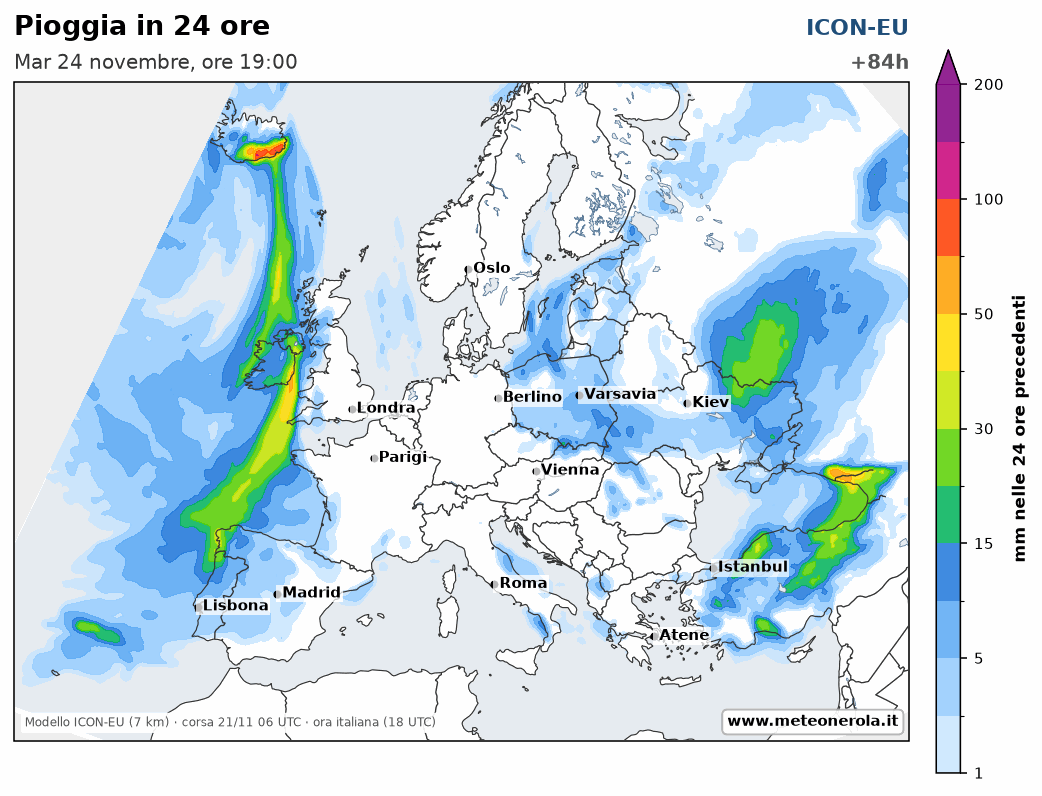 Pioggia in 24 ore
ICON-EU
Mar 24 novembre, ore 19:00
+84h
200
100
50
30
15
5
1
mm nelle 24 ore precedenti
Oslo
Berlino
Varsavia
Kiev
Londra
Parigi
Vienna
Istanbul
Roma
Madrid
Lisbona
Atene
Modello ICON-EU (7 km) · corsa 21/11 06 UTC · ora italiana (18 UTC)
www.meteonerola.it